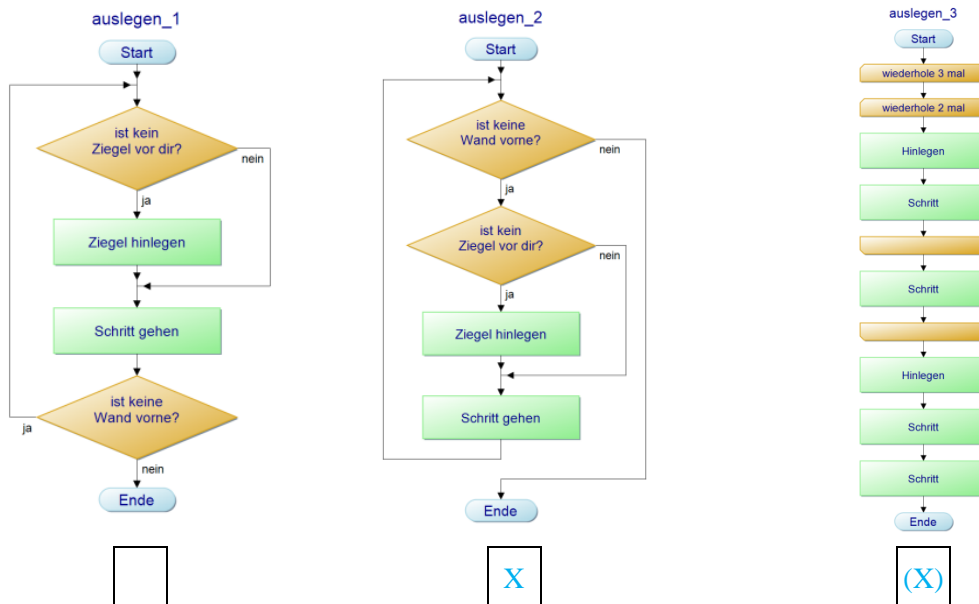 auslegen_1
Start
ist kein
Ziegel vor dir?
nein
ja
Ziegel hinlegen
Schritt gehen
ist keine
Wand vorne?
ja
nein
Ende
auslegen_2
Start
ist keine
Wand vorne?
nein
ja
ist kein
Ziegel vor dir?
nein
ja
Ziegel hinlegen
Schritt gehen
Ende
X
auslegen_3
Start
wiederhole 3 mal
wiederhole 2 mal
Hinlegen
Schritt
Schritt
Hinlegen
Schritt
Schritt
Ende
(X)